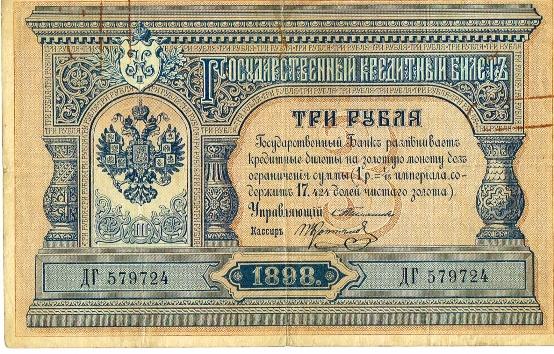 Государственный кредитный билетъ
ТРИ РУБЛЯ
Государственный Банкъ размѣниваетъ
кредитные билеты на золотую монету безъ
ограниченія суммы (1 р. = 1/15 имперіала, со-
держитъ 17,424 долей чистаго золота).
Управляющій
Кассиръ
ДГ 579724
1898.
ДГ 579724